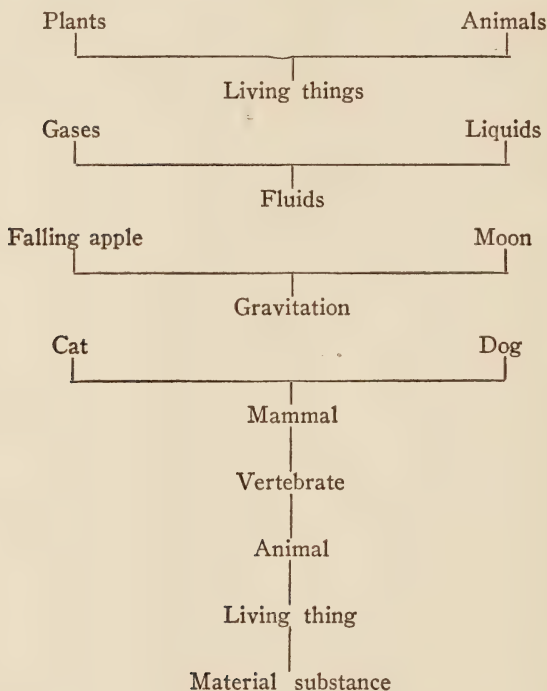 Plants Animals
Living things
Gases Liquids
Fluids
Falling apple Moon
Gravitation
Cat Dog
Mammal
Vertebrate
Animal
Living thing
Material substance